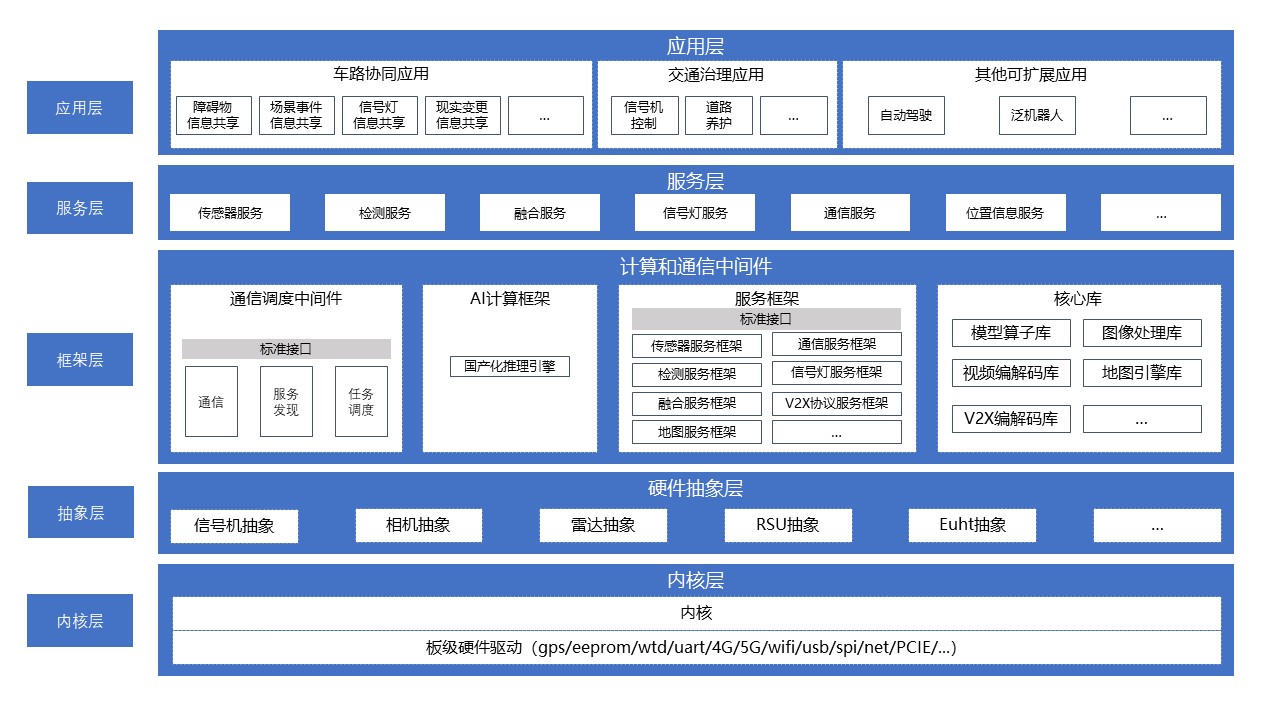 应用层
应用层
车路协同应用
障碍物
信息共享
场景事件
信息共享
信号灯
信息共享
现实变更
信息共享
...
交通治理应用
信号机
控制
道路
养护
...
其他可扩展应用
自动驾驶
泛机器人
...
服务层
服务层
传感器服务
检测服务
融合服务
信号灯服务
通信服务
位置信息服务
...
框架层
计算和通信中间件
通信调度中间件
标准接口
通信
服务
发现
任务
调度
AI计算框架
国产化推理引擎
服务框架
标准接口
传感器服务框架
通信服务框架
检测服务框架
信号灯服务框架
融合服务框架
V2X协议服务框架
地图服务框架
...
核心库
模型算子库
图像处理库
视频编解码库
地图引擎库
V2X编解码库
...
抽象层
硬件抽象层
信号机抽象
相机抽象
雷达抽象
RSU抽象
Euht抽象
...
内核层
内核层
内核
板级硬件驱动（gps/eeprom/wtd/uart/4G/5G/wifi/usb/spi/net/PCIE/...）